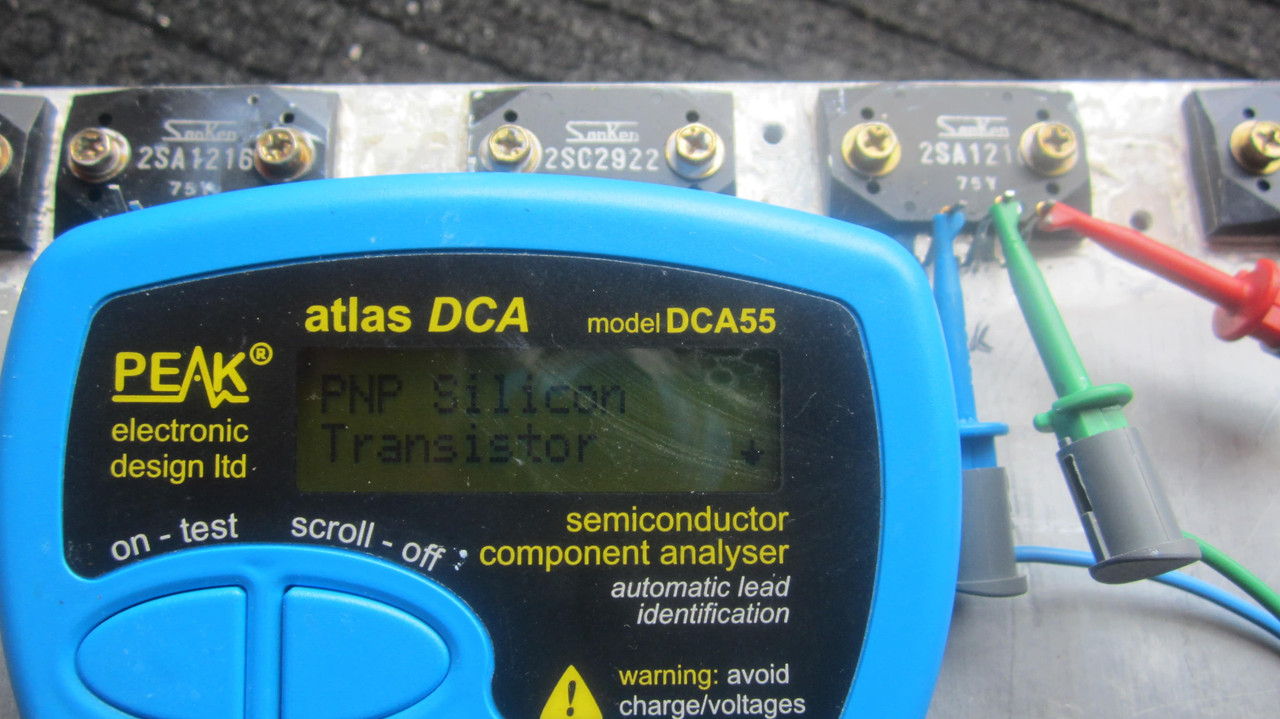 SanKen
2SA1216
75Y
SanKen
2SC2922
SanKen
2SA121
75Y
atlas DCA
model DCA55
PEAK®
electronic
design ltd
PNP Silicon
Transistor ↓
on - test
scroll - off
semiconductor
component analyser
automatic lead
identification
warning: avoid
charge/voltages